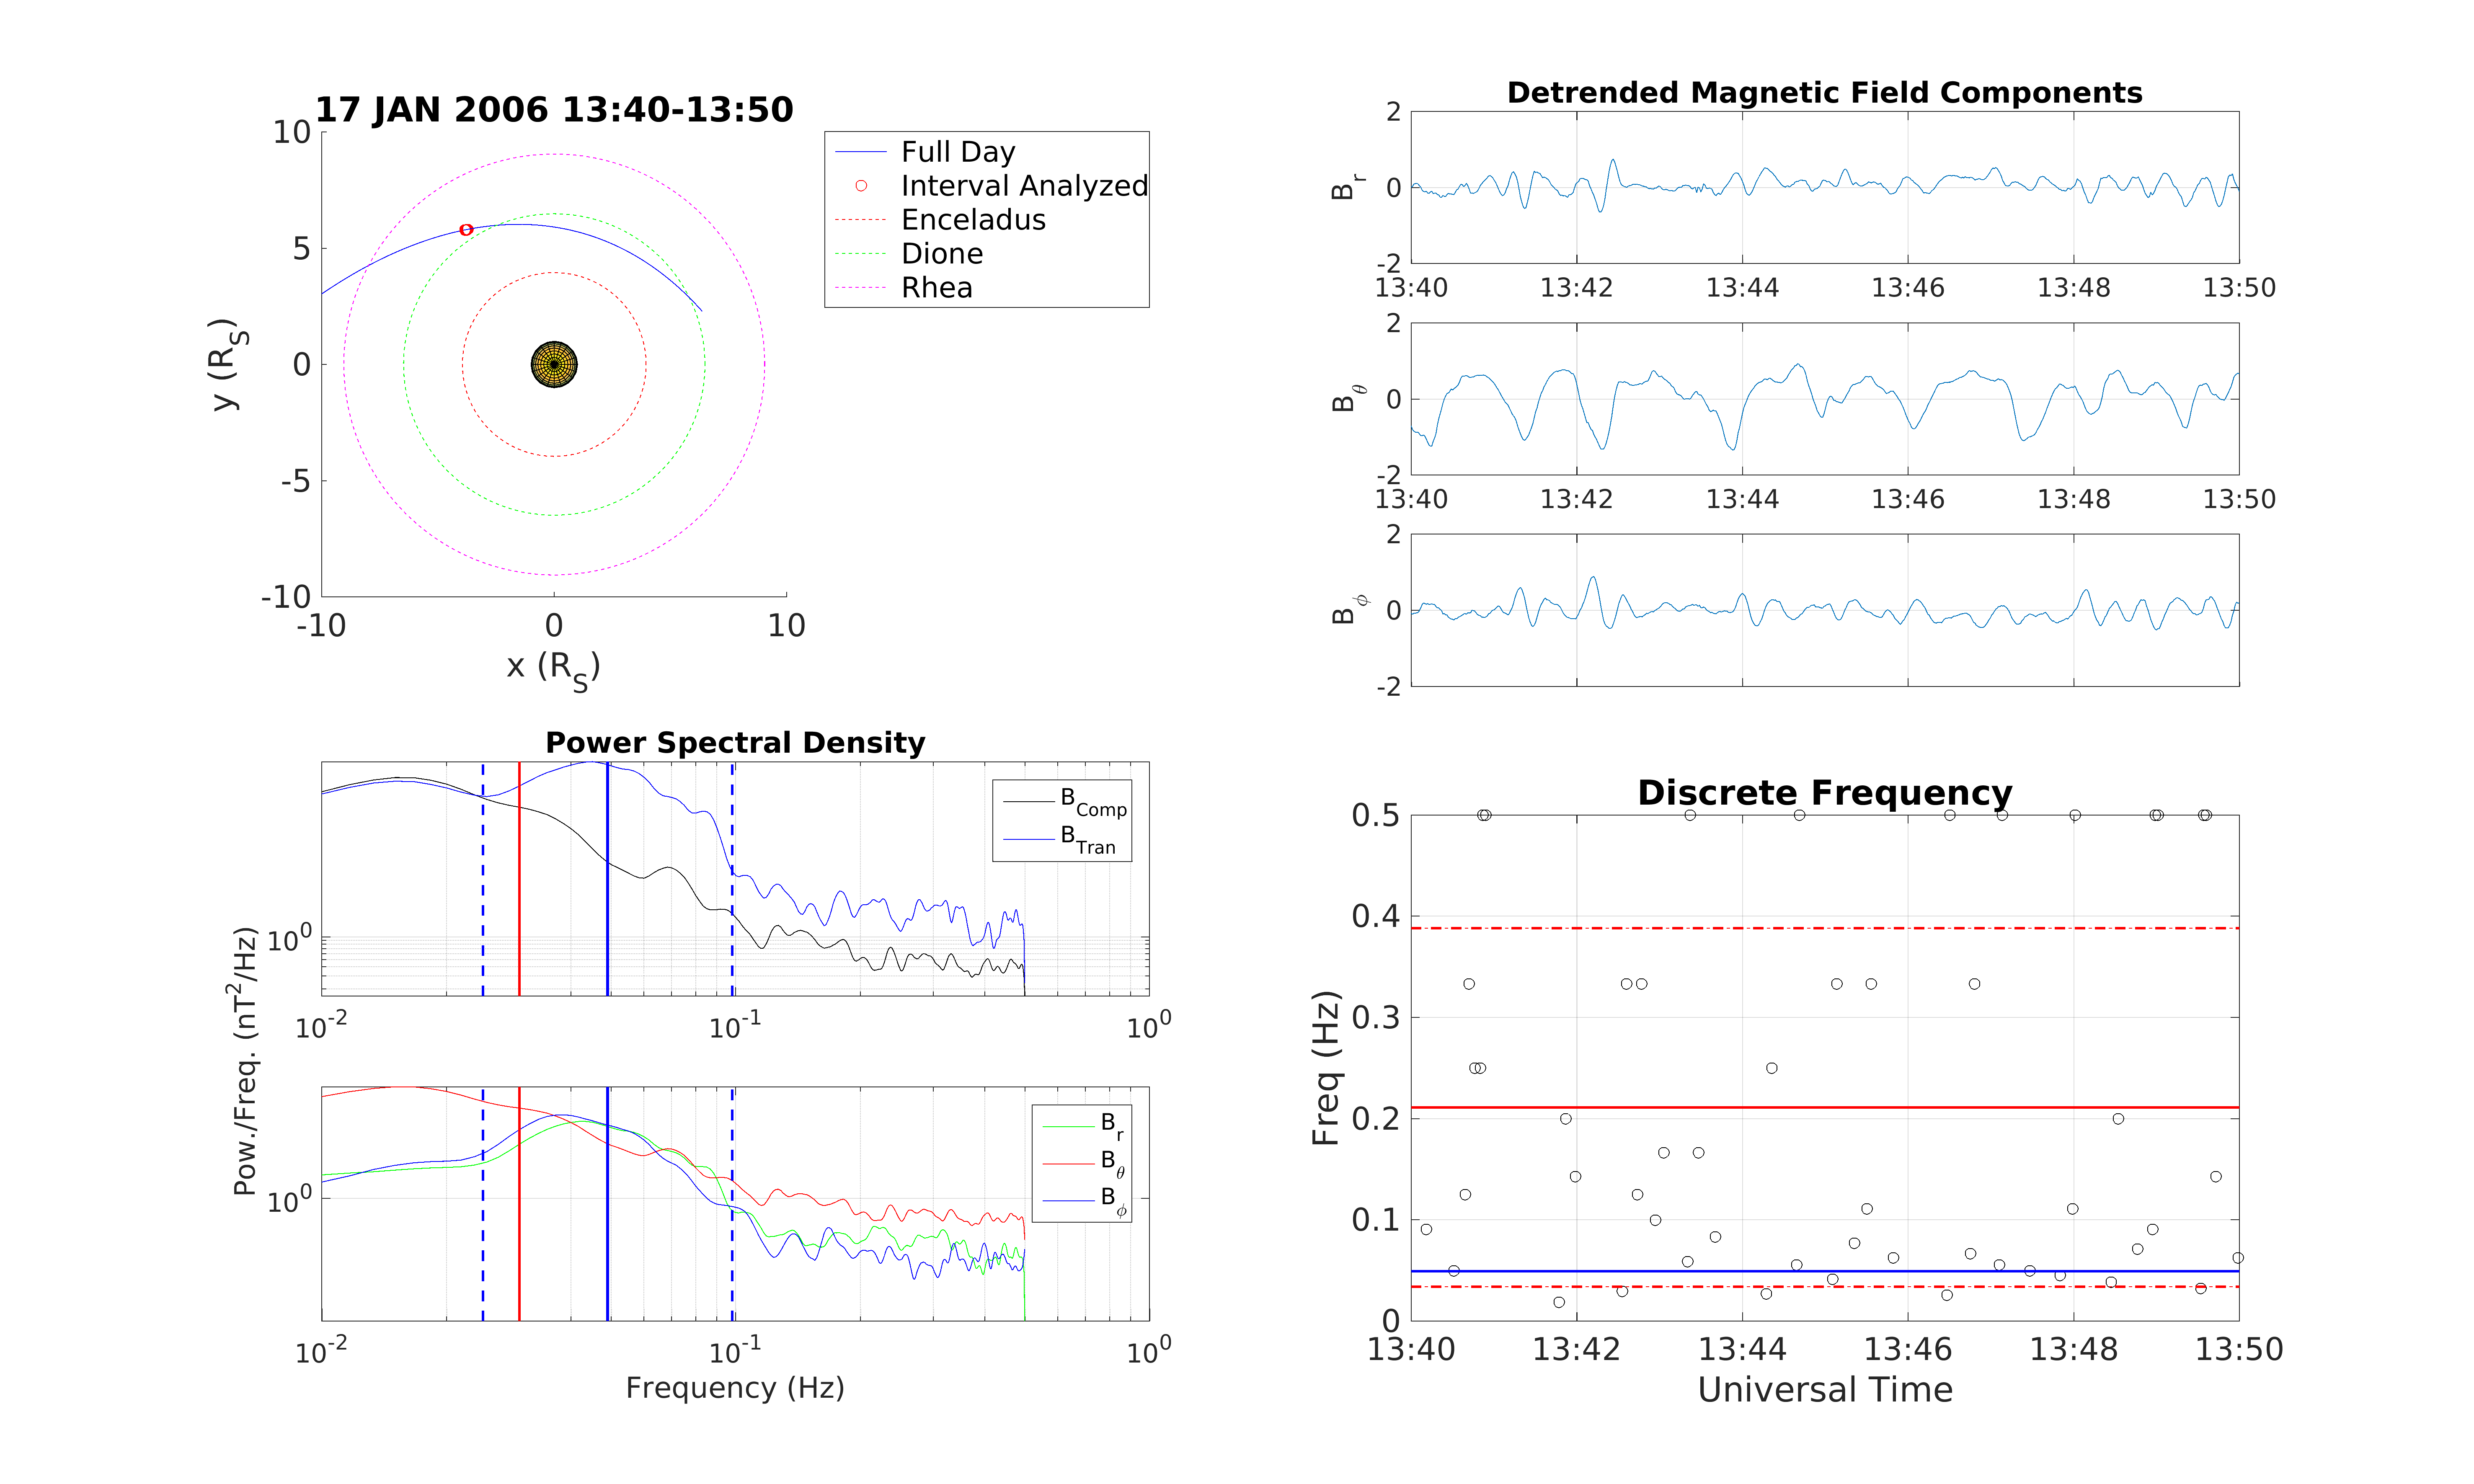 17 JAN 2006 13:40-13:50
10
5
0
-5
-10
-10
0
10
y (R_S)
x (R_S)
Full Day
Interval Analyzed
Enceladus
Dione
Rhea
Detrended Magnetic Field Components
B_r
2
0
-2
13:40
13:42
13:44
13:46
13:48
13:50
B_θ
2
0
-2
13:40
13:42
13:44
13:46
13:48
13:50
B_ϕ
2
0
-2
Power Spectral Density
B_Comp
B_Tran
10^0
10^-2
10^-1
10^0
Pow./Freq. (nT^2/Hz)
B_r
B_θ
B_ϕ
10^0
10^-2
10^-1
10^0
Frequency (Hz)
Discrete Frequency
Freq (Hz)
0.5
0.4
0.3
0.2
0.1
0
13:40
13:42
13:44
13:46
13:48
13:50
Universal Time